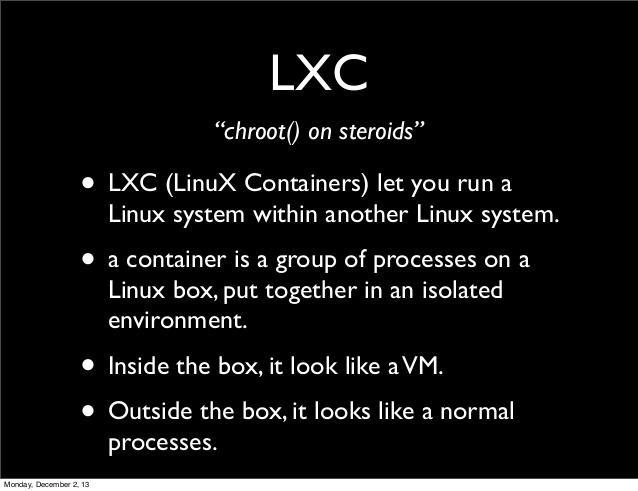 LXC
“chroot() on steroids”
• LXC (LinuX Containers) let you run a
Linux system within another Linux system.
• a container is a group of processes on a
Linux box, put together in an isolated
environment.
• Inside the box, it look like a VM.
• Outside the box, it looks like a normal
processes.
Monday, December 2, 13